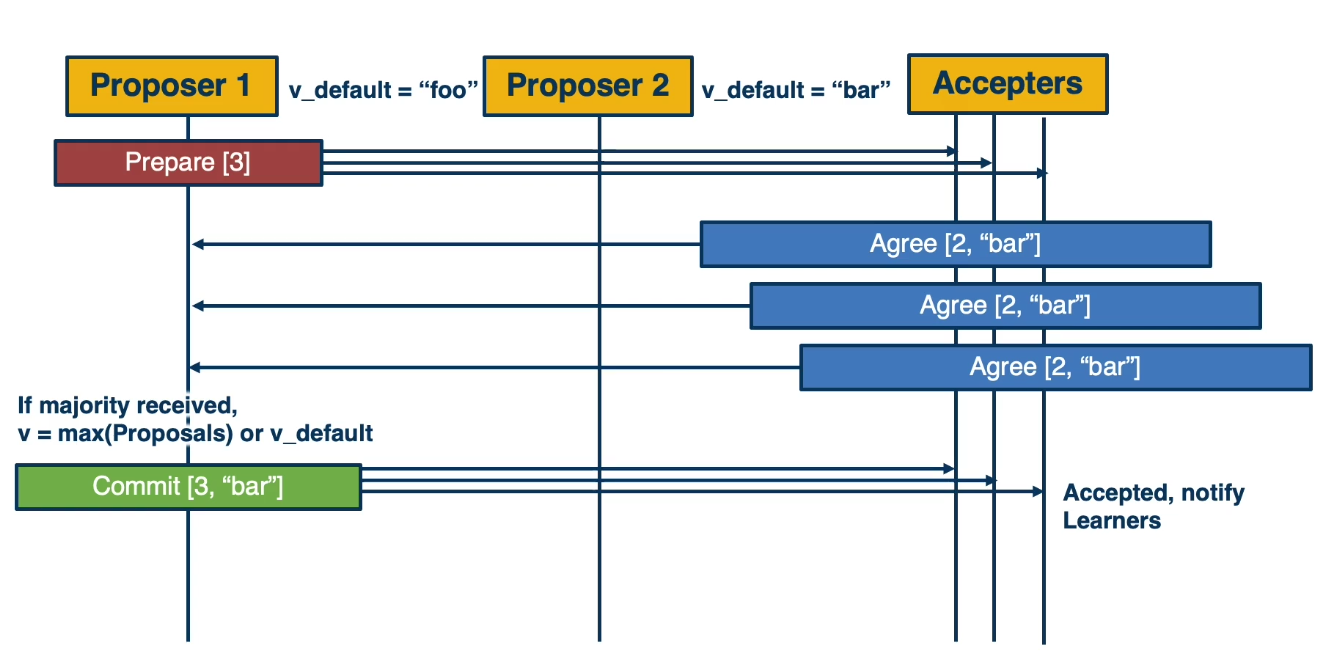 Proposer 1
v_default = “foo”
Proposer 2
v_default = “bar”
Accepters
Prepare [3]
Agree [2, “bar”]
Agree [2, “bar”]
Agree [2, “bar”]
If majority received,
v = max(Proposals) or v_default
Commit [3, “bar”]
Accepted, notify
Learners